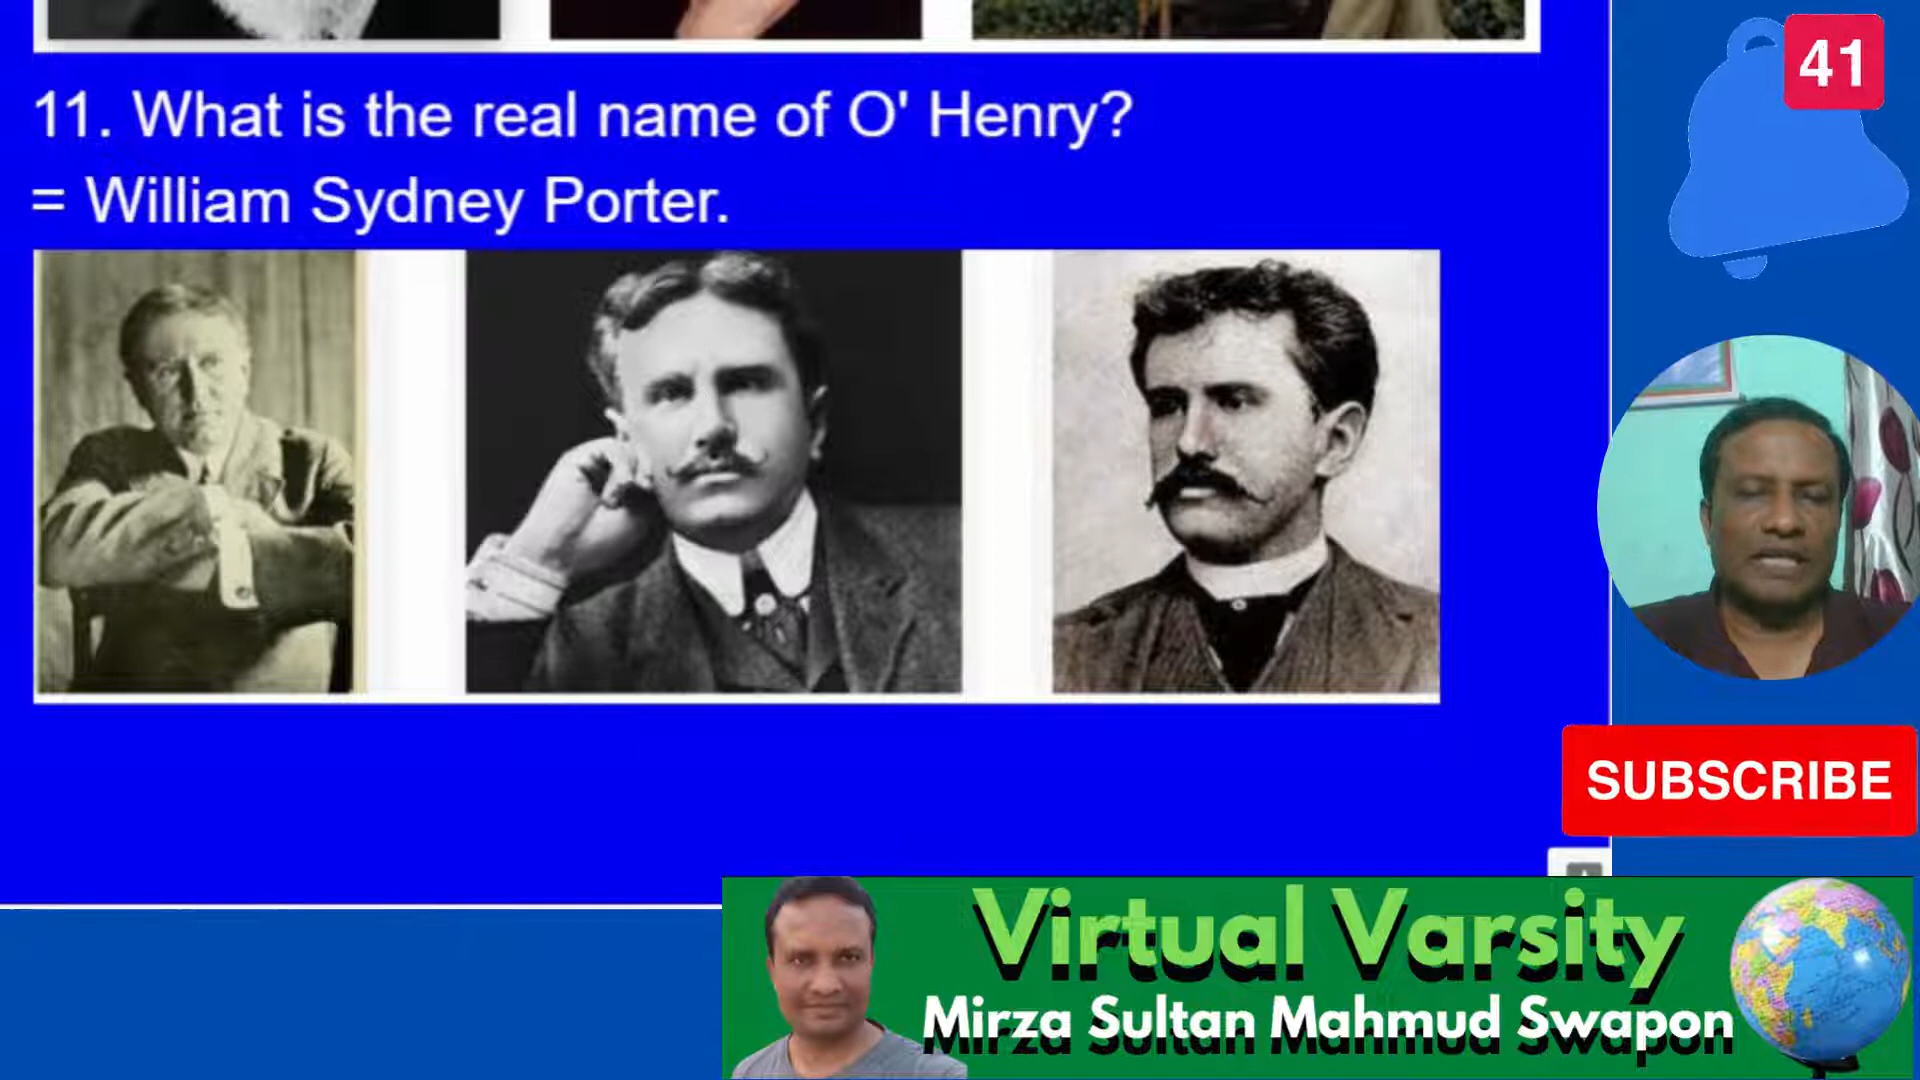 11. What is the real name of O' Henry?
= William Sydney Porter.
41
SUBSCRIBE
Virtual Varsity
Mirza Sultan Mahmud Swapon